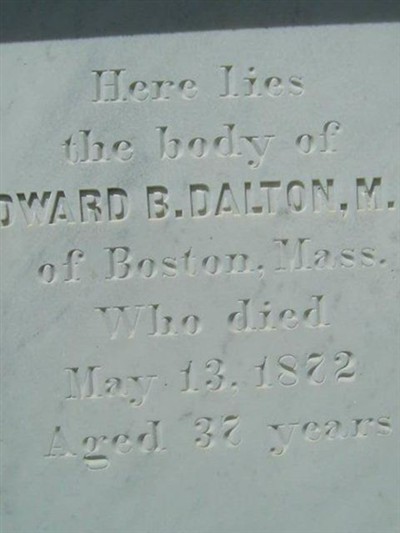 Here lies
the body of
DWARD B. DALTON, M.
of Boston, Mass.
Who died
May 13, 1872
Aged 37 years